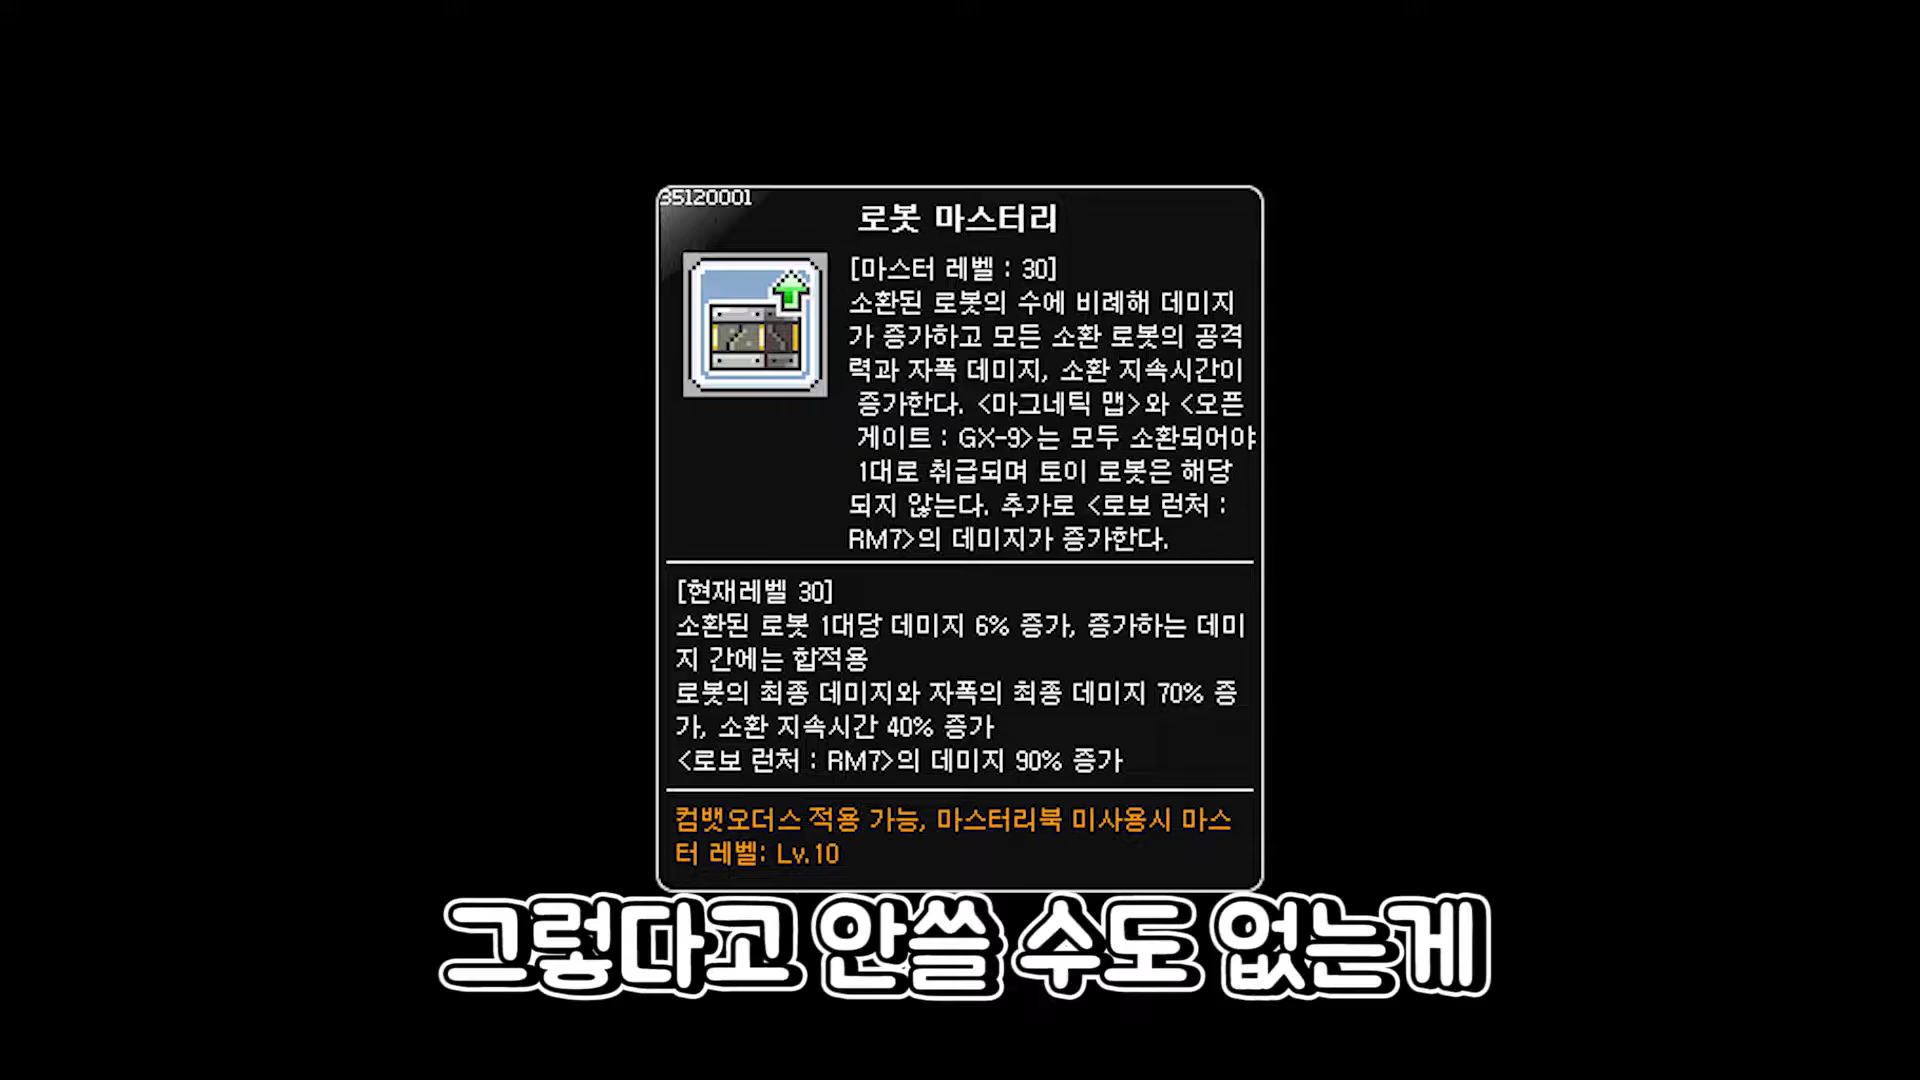 35120001
로봇 마스터리
[마스터 레벨 : 30]
소환된 로봇의 수에 비례해 데미지
가 증가하고 모든 소환 로봇의 공격
력과 자폭 데미지, 소환 지속시간이
증가한다. <마그네틱 맵>와 <오픈
게이트 : GX-9>는 모두 소환되어야
1대로 취급되며 토이 로봇은 해당
되지 않는다. 추가로 <로보 런처 :
RM7>의 데미지가 증가한다.
[현재레벨 30]
소환된 로봇 1대당 데미지 6% 증가, 증가하는 데미
지 간에는 합적용
로봇의 최종 데미지와 자폭의 최종 데미지 70% 증
가, 소환 지속시간 40% 증가
<로보 런처 : RM7>의 데미지 90% 증가
컴뱃오더스 적용 가능, 마스터리북 미사용시 마스
터 레벨: Lv.10
그렇다고 안쓸 수도 없는게